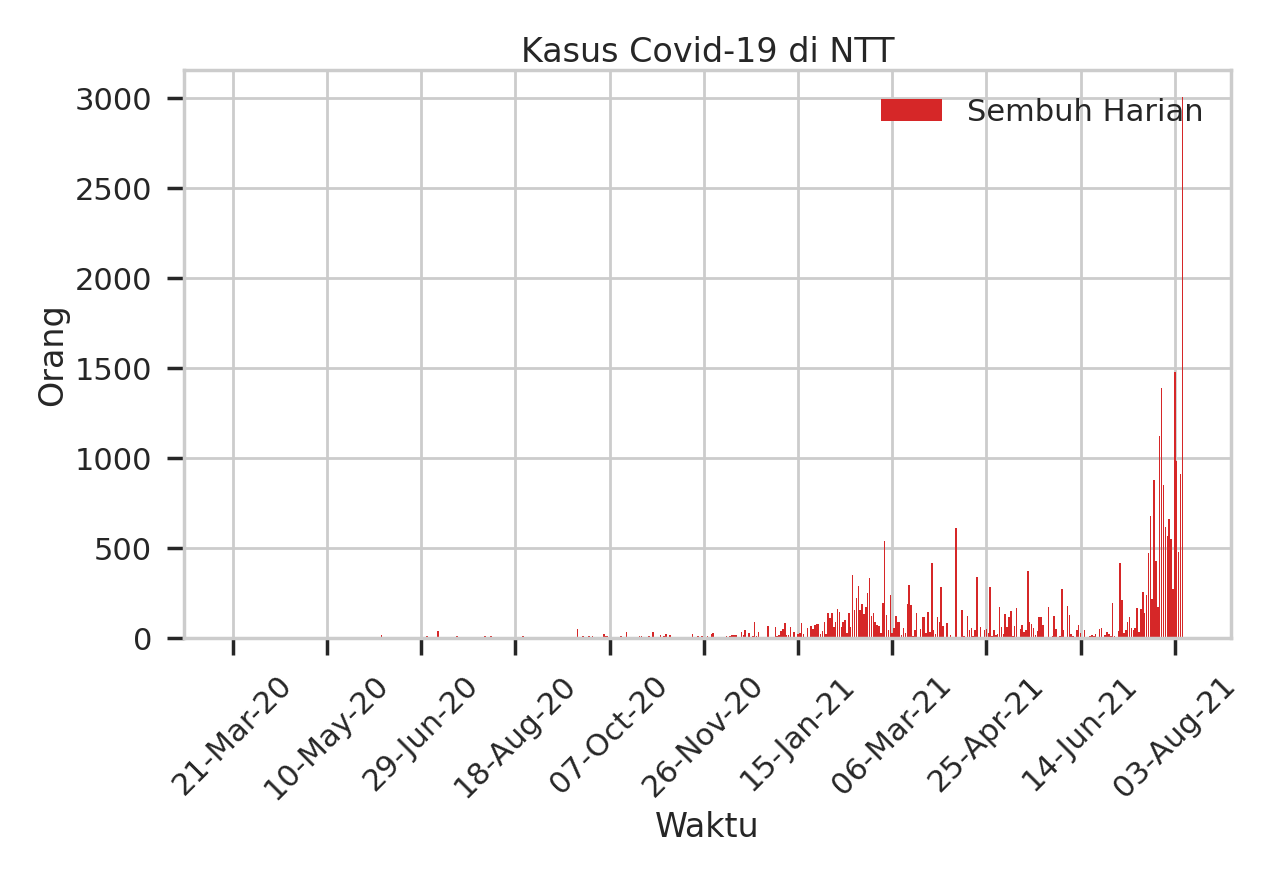 Kasus Covid-19 di NTT
Sembuh Harian
Orang
3000
2500
2000
1500
1000
500
0
21-Mar-20
10-May-20
29-Jun-20
18-Aug-20
07-Oct-20
26-Nov-20
15-Jan-21
06-Mar-21
25-Apr-21
14-Jun-21
03-Aug-21
Waktu